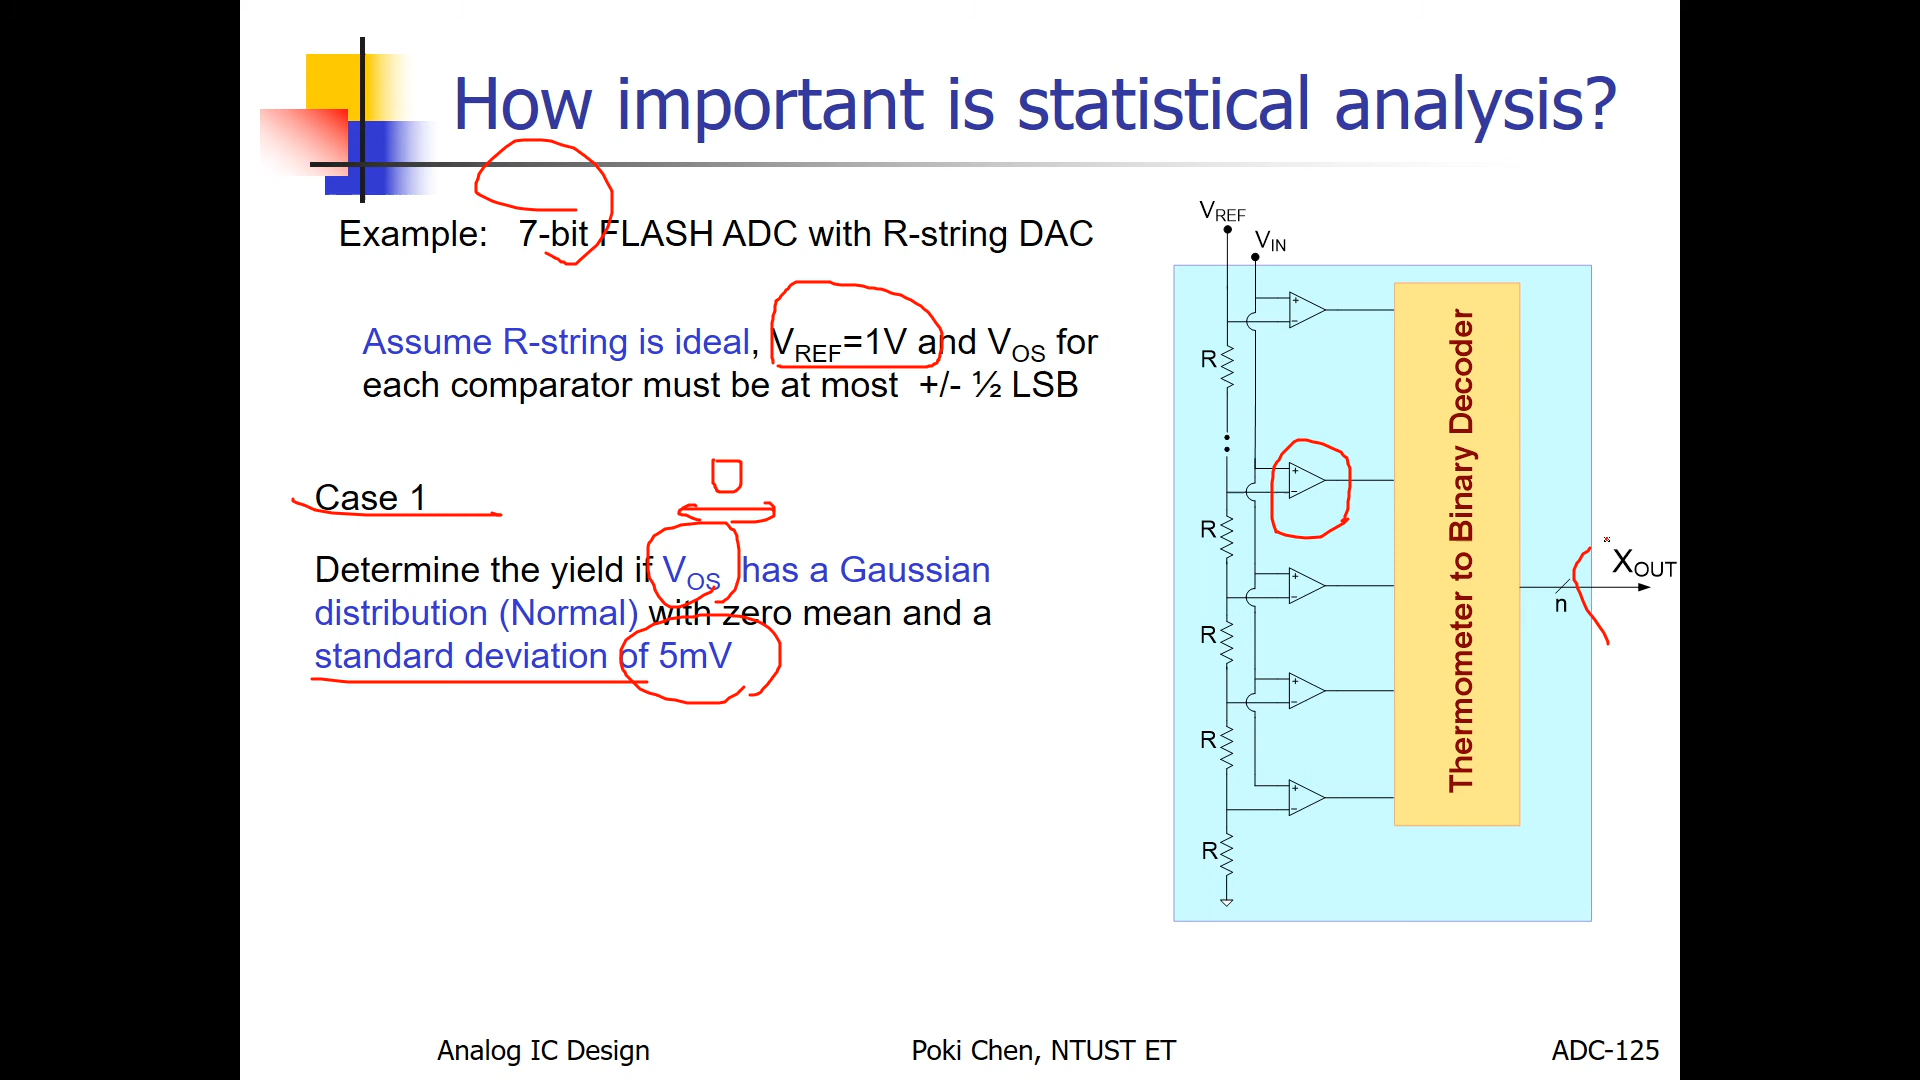 How important is statistical analysis?
Example: 7-bit FLASH ADC with R-string DAC
Assume R-string is ideal, VREF=1V and VOS for
each comparator must be at most +/- ½ LSB
Case 1
Determine the yield if VOS has a Gaussian
distribution (Normal) with zero mean and a
standard deviation of 5mV
VREF
VIN
R
R
R
R
R
Thermometer to Binary Decoder
XOUT
n
Analog IC Design
Poki Chen, NTUST ET
ADC-125